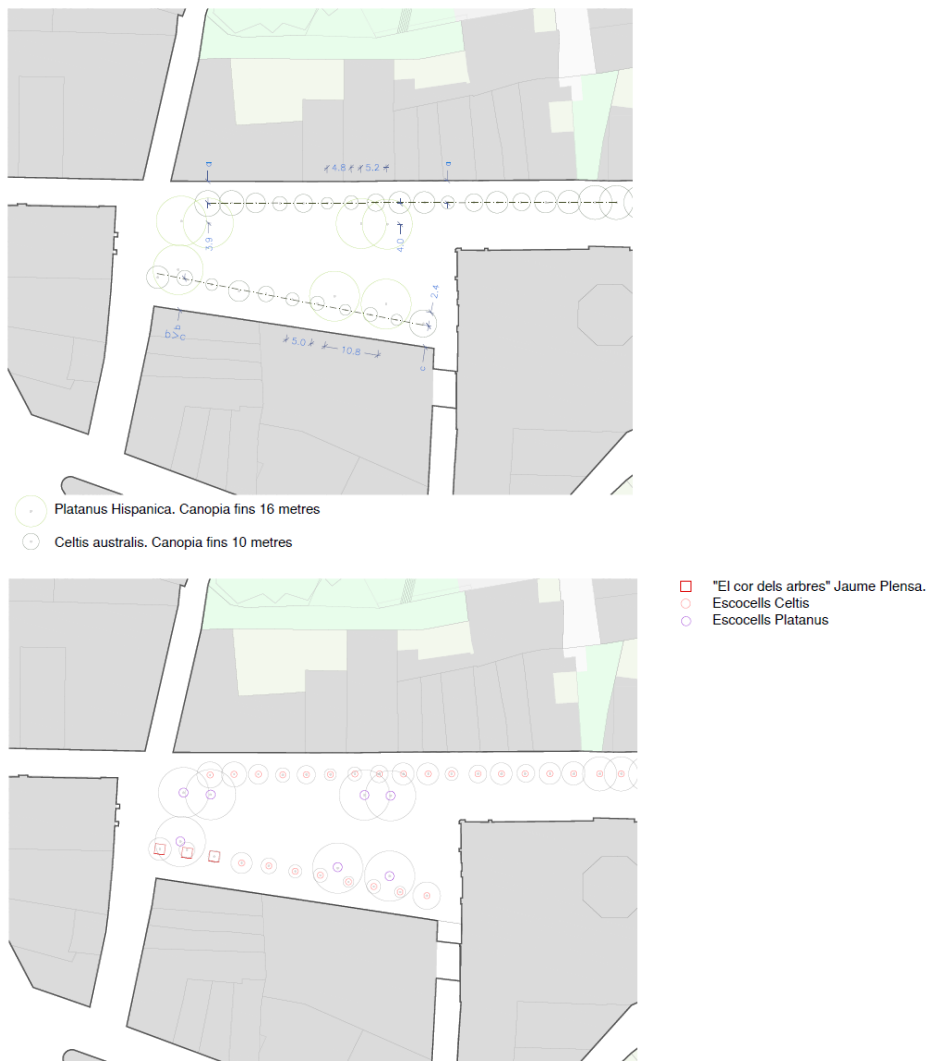 a
4.8
5.2
a
3.9
4.0
2.4
b
b>c
5.0
10.8
c
Platanus Hispanica. Canopia fins 16 metres
Celtis australis. Canopia fins 10 metres
"El cor dels arbres" Jaume Plensa.
Escocells Celtis
Escocells Platanus